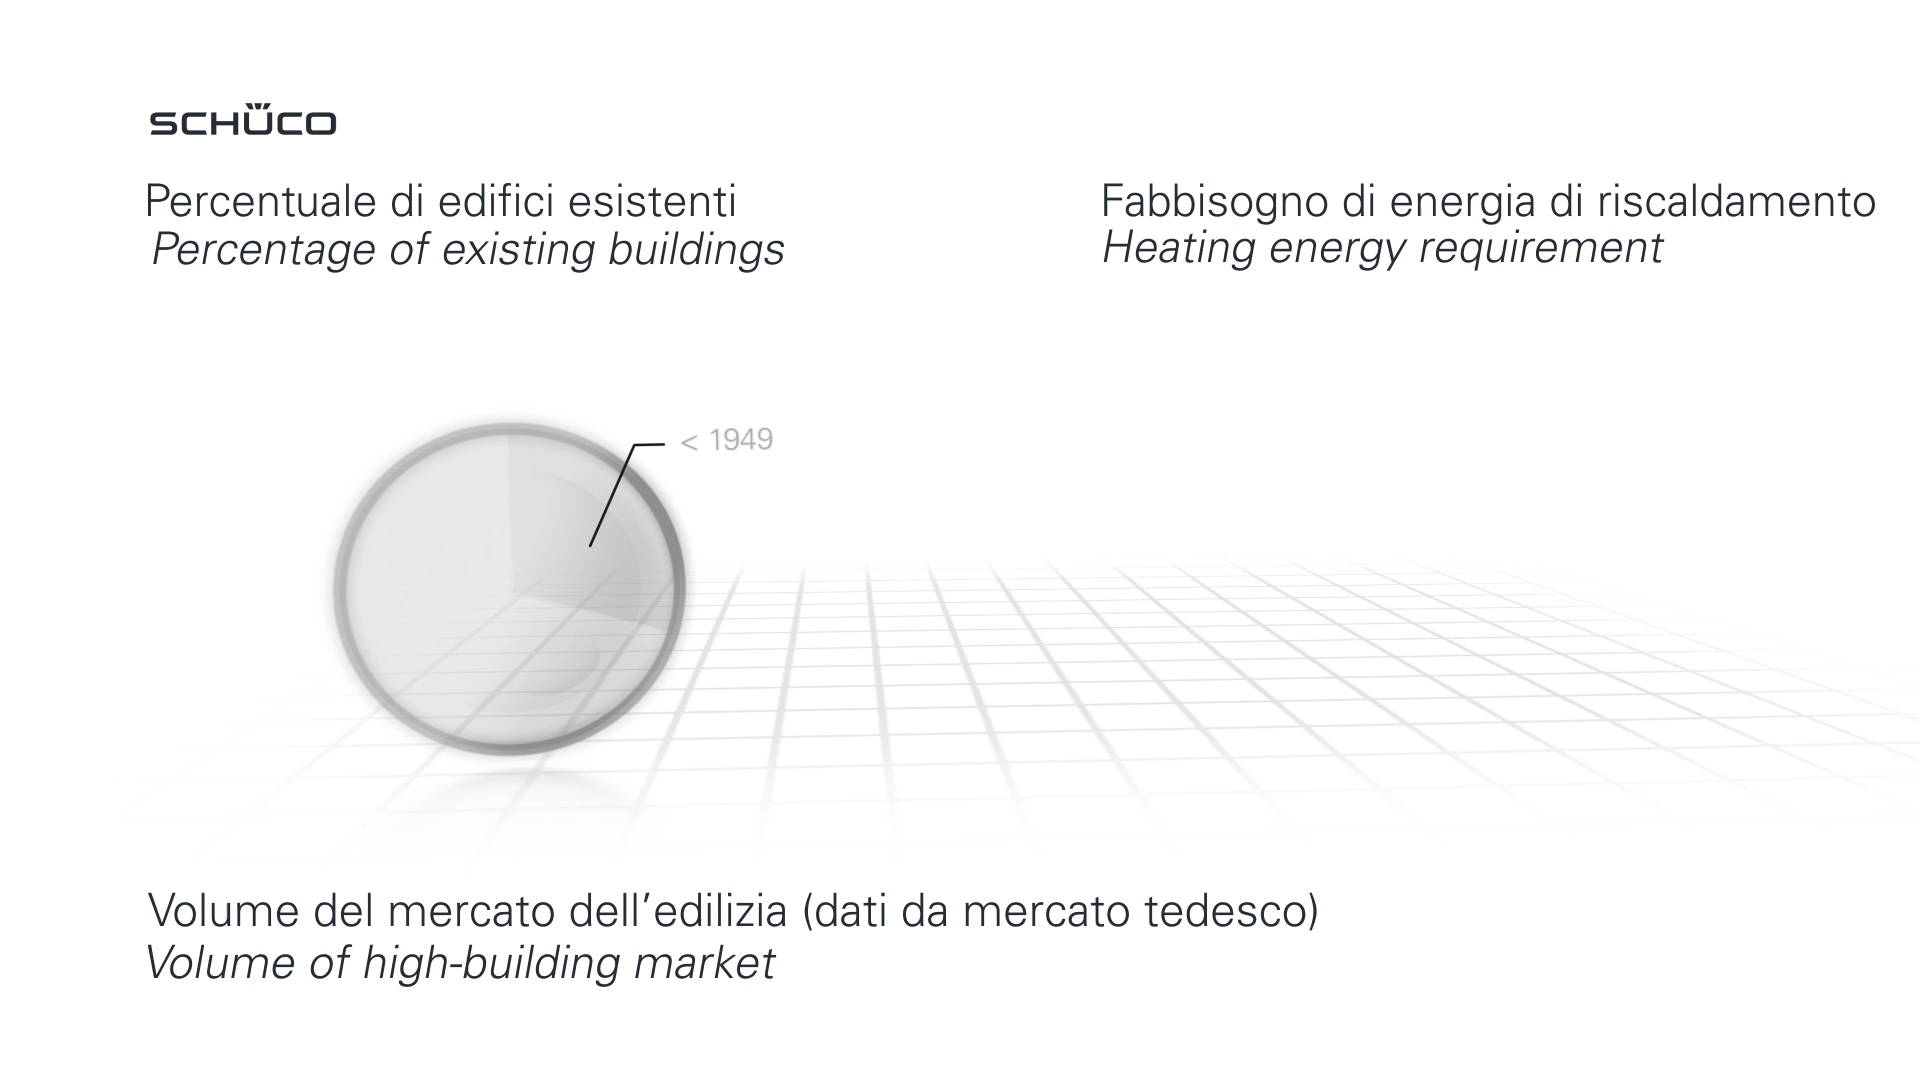 SCHÜCO
Percentuale di edifici esistenti
Percentage of existing buildings
Fabbisogno di energia di riscaldamento
Heating energy requirement
< 1949
Volume del mercato dell’edilizia (dati da mercato tedesco)
Volume of high-building market